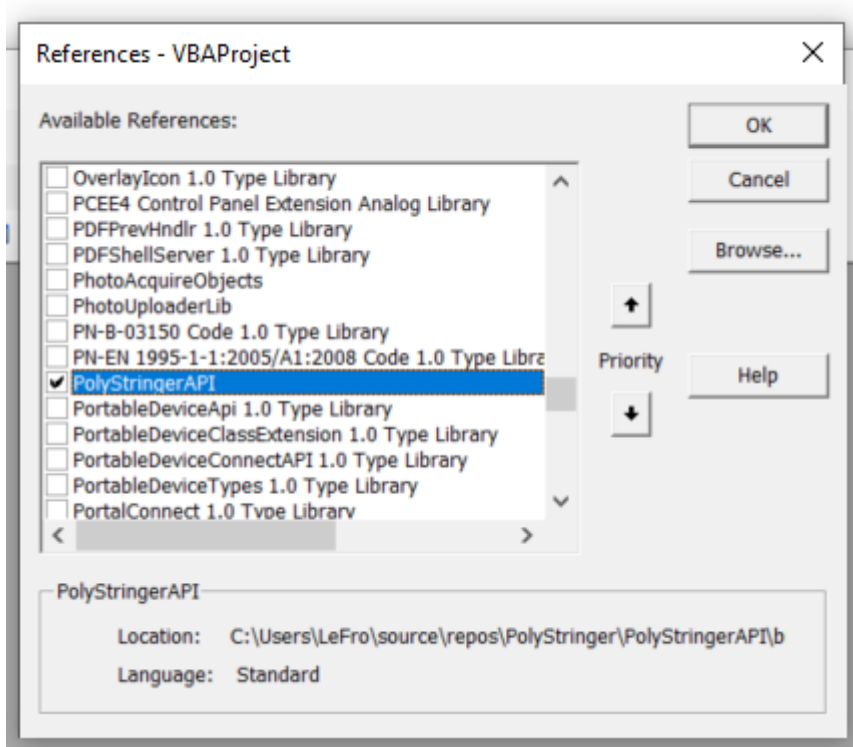 References - VBAProject
Available References:
OverlayIcon 1.0 Type Library
PCEE4 Control Panel Extension Analog Library
PDFPrevHndlr 1.0 Type Library
PDFShellServer 1.0 Type Library
PhotoAcquireObjects
PhotoUploaderLib
PN-B-03150 Code 1.0 Type Library
PN-EN 1995-1-1:2005/A1:2008 Code 1.0 Type Libra
PolyStringerAPI
PortableDeviceApi 1.0 Type Library
PortableDeviceClassExtension 1.0 Type Library
PortableDeviceConnectAPI 1.0 Type Library
PortableDeviceTypes 1.0 Type Library
PortalConnect 1.0 Type Library
Priority
OK
Cancel
Browse...
Help
PolyStringerAPI
Location: C:\Users\LeFro\source\repos\PolyStringer\PolyStringerAPI\b
Language: Standard